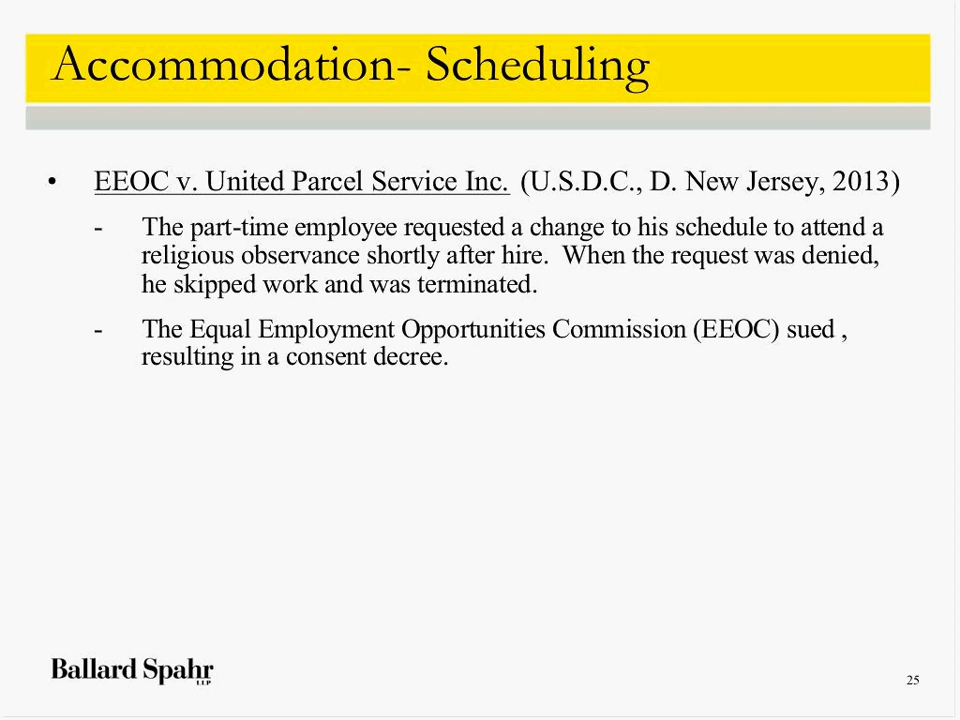 Accommodation- Scheduling
• EEOC v. United Parcel Service Inc. (U.S.D.C., D. New Jersey, 2013)
- The part-time employee requested a change to his schedule to attend a
religious observance shortly after hire. When the request was denied,
he skipped work and was terminated.
- The Equal Employment Opportunities Commission (EEOC) sued ,
resulting in a consent decree.
Ballard Spahr
LLP
25